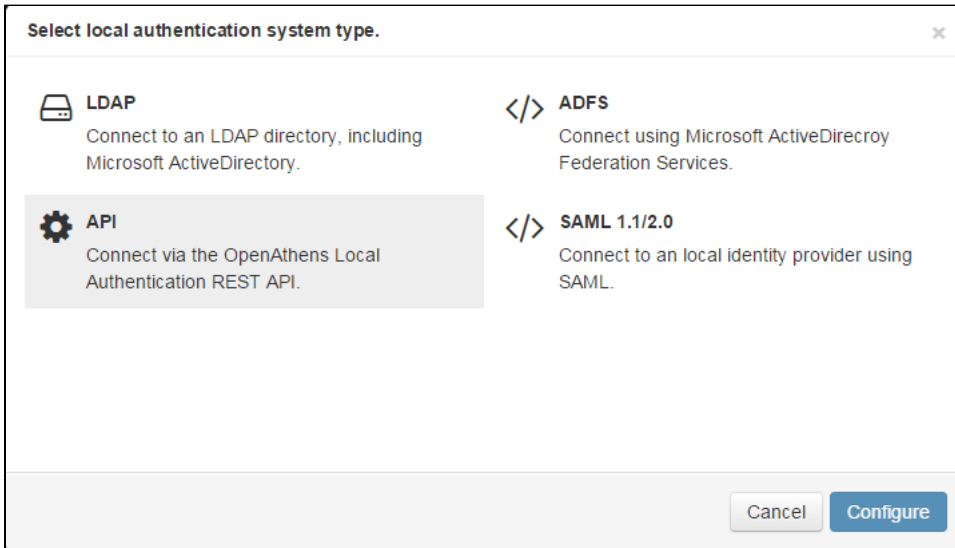 Select local authentication system type.
×
LDAP
Connect to an LDAP directory, including
Microsoft ActiveDirectory.
</> ADFS
Connect using Microsoft ActiveDirecroy
Federation Services.
API
Connect via the OpenAthens Local
Authentication REST API.
</> SAML 1.1/2.0
Connect to an local identity provider using
SAML.
Cancel
Configure